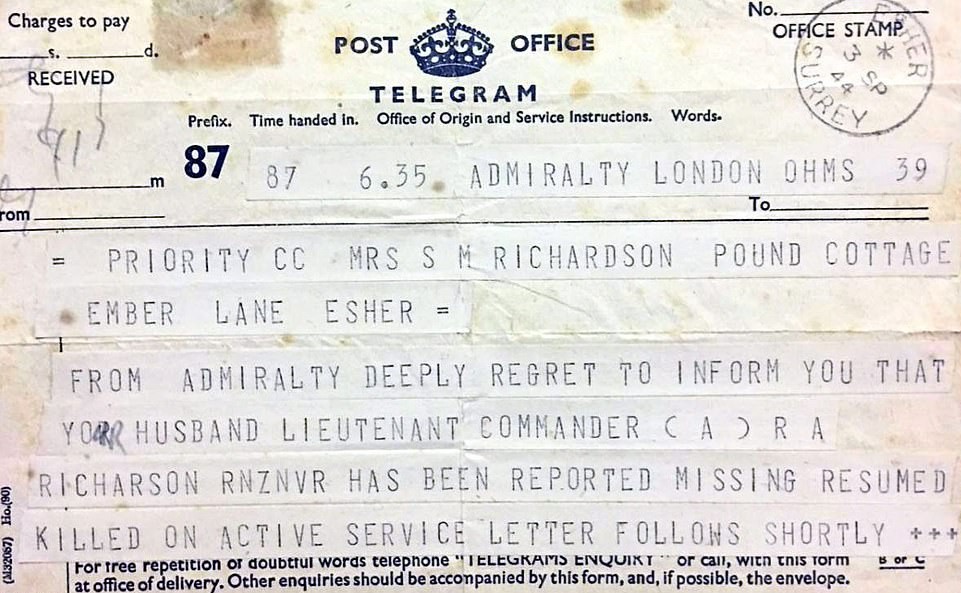 Charges to pay
s. d.
RECEIVED
POST OFFICE
TELEGRAM
No.
OFFICE STAMP
ESHER
3 SP
44
SURREY
Prefix. Time handed in. Office of Origin and Service Instructions. Words.
m
87
87 6.35 ADMIRALTY LONDON OHMS 39
rom
To
= PRIORITY CC MRS S M RICHARDSON POUND COTTAGE
EMBER LANE ESHER =
FROM ADMIRALTY DEEPLY REGRET TO INFORM YOU THAT
YOUR HUSBAND LIEUTENANT COMMANDER ( A ) R A
RICHARSON RNZNVR HAS BEEN REPORTED MISSING RESUMED
KILLED ON ACTIVE SERVICE LETTER FOLLOWS SHORTLY +++
For free repetition of doubtful words telephone "TELEGRAMS ENQUIRY" or call, with this form
at office of delivery. Other enquiries should be accompanied by this form, and, if possible, the envelope.
B or C